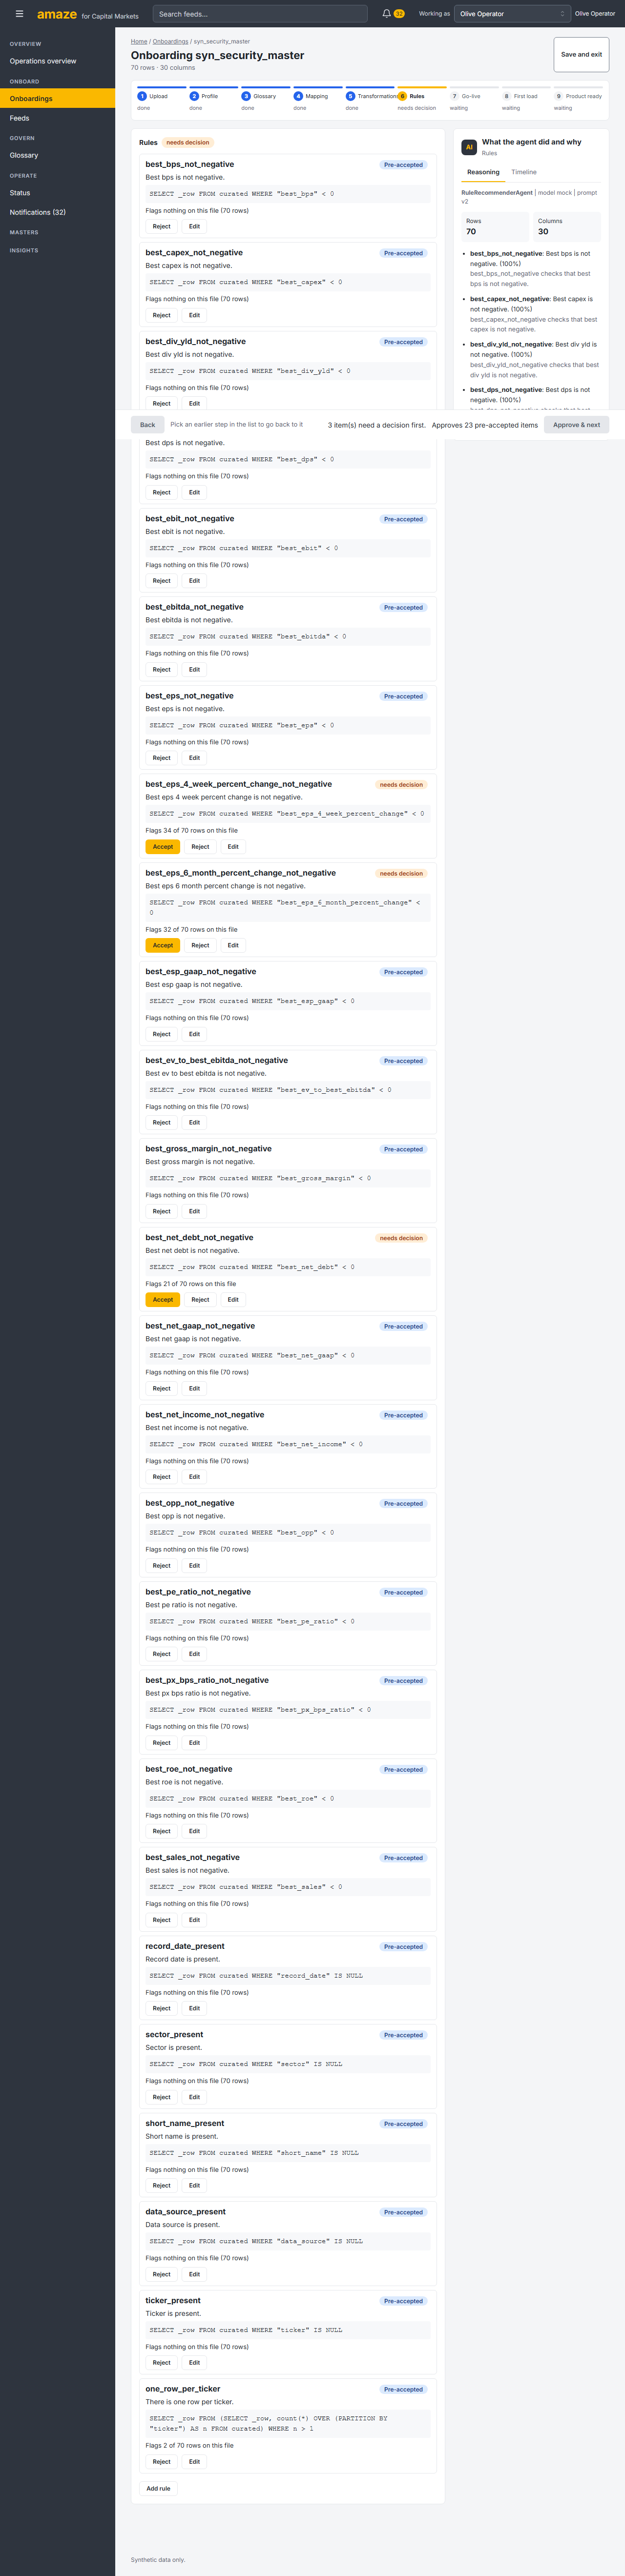 amaze for Capital Markets
Search feeds...
32
Working as
Olive Operator
Olive Operator
OVERVIEW
Operations overview
ONBOARD
Onboardings
Feeds
GOVERN
Glossary
OPERATE
Status
Notifications (32)
MASTERS
INSIGHTS
Home / Onboardings / syn_security_master
Onboarding syn_security_master
70 rows · 30 columns
Save and exit
1 Upload
done
2 Profile
done
3 Glossary
done
4 Mapping
done
5 Transformation
done
6 Rules
needs decision
7 Go-live
waiting
8 First load
waiting
9 Product ready
waiting
Rules needs decision
best_bps_not_negative
Pre-accepted
Best bps is not negative.
SELECT _row FROM curated WHERE "best_bps" < 0
Flags nothing on this file (70 rows)
Reject Edit
best_capex_not_negative
Pre-accepted
Best capex is not negative.
SELECT _row FROM curated WHERE "best_capex" < 0
Flags nothing on this file (70 rows)
Reject Edit
best_div_yld_not_negative
Pre-accepted
Best div yld is not negative.
SELECT _row FROM curated WHERE "best_div_yld" < 0
Flags nothing on this file (70 rows)
Reject Edit
Back
Pick an earlier step in the list to go back to it
3 item(s) need a decision first.
Approves 23 pre-accepted items
Approve & next
Best dps is not negative.
SELECT _row FROM curated WHERE "best_dps" < 0
Flags nothing on this file (70 rows)
Reject Edit
best_ebit_not_negative
Pre-accepted
Best ebit is not negative.
SELECT _row FROM curated WHERE "best_ebit" < 0
Flags nothing on this file (70 rows)
Reject Edit
best_ebitda_not_negative
Pre-accepted
Best ebitda is not negative.
SELECT _row FROM curated WHERE "best_ebitda" < 0
Flags nothing on this file (70 rows)
Reject Edit
best_eps_not_negative
Pre-accepted
Best eps is not negative.
SELECT _row FROM curated WHERE "best_eps" < 0
Flags nothing on this file (70 rows)
Reject Edit
best_eps_4_week_percent_change_not_negative
needs decision
Best eps 4 week percent change is not negative.
SELECT _row FROM curated WHERE "best_eps_4_week_percent_change" < 0
Flags 34 of 70 rows on this file
Accept Reject Edit
best_eps_6_month_percent_change_not_negative
needs decision
Best eps 6 month percent change is not negative.
SELECT _row FROM curated WHERE "best_eps_6_month_percent_change" <
0
Flags 32 of 70 rows on this file
Accept Reject Edit
best_esp_gaap_not_negative
Pre-accepted
Best esp gaap is not negative.
SELECT _row FROM curated WHERE "best_esp_gaap" < 0
Flags nothing on this file (70 rows)
Reject Edit
best_ev_to_best_ebitda_not_negative
Pre-accepted
Best ev to best ebitda is not negative.
SELECT _row FROM curated WHERE "best_ev_to_best_ebitda" < 0
Flags nothing on this file (70 rows)
Reject Edit
best_gross_margin_not_negative
Pre-accepted
Best gross margin is not negative.
SELECT _row FROM curated WHERE "best_gross_margin" < 0
Flags nothing on this file (70 rows)
Reject Edit
best_net_debt_not_negative
needs decision
Best net debt is not negative.
SELECT _row FROM curated WHERE "best_net_debt" < 0
Flags 21 of 70 rows on this file
Accept Reject Edit
best_net_gaap_not_negative
Pre-accepted
Best net gaap is not negative.
SELECT _row FROM curated WHERE "best_net_gaap" < 0
Flags nothing on this file (70 rows)
Reject Edit
best_net_income_not_negative
Pre-accepted
Best net income is not negative.
SELECT _row FROM curated WHERE "best_net_income" < 0
Flags nothing on this file (70 rows)
Reject Edit
best_opp_not_negative
Pre-accepted
Best opp is not negative.
SELECT _row FROM curated WHERE "best_opp" < 0
Flags nothing on this file (70 rows)
Reject Edit
best_pe_ratio_not_negative
Pre-accepted
Best pe ratio is not negative.
SELECT _row FROM curated WHERE "best_pe_ratio" < 0
Flags nothing on this file (70 rows)
Reject Edit
best_px_bps_ratio_not_negative
Pre-accepted
Best px bps ratio is not negative.
SELECT _row FROM curated WHERE "best_px_bps_ratio" < 0
Flags nothing on this file (70 rows)
Reject Edit
best_roe_not_negative
Pre-accepted
Best roe is not negative.
SELECT _row FROM curated WHERE "best_roe" < 0
Flags nothing on this file (70 rows)
Reject Edit
best_sales_not_negative
Pre-accepted
Best sales is not negative.
SELECT _row FROM curated WHERE "best_sales" < 0
Flags nothing on this file (70 rows)
Reject Edit
record_date_present
Pre-accepted
Record date is present.
SELECT _row FROM curated WHERE "record_date" IS NULL
Flags nothing on this file (70 rows)
Reject Edit
sector_present
Pre-accepted
Sector is present.
SELECT _row FROM curated WHERE "sector" IS NULL
Flags nothing on this file (70 rows)
Reject Edit
short_name_present
Pre-accepted
Short name is present.
SELECT _row FROM curated WHERE "short_name" IS NULL
Flags nothing on this file (70 rows)
Reject Edit
data_source_present
Pre-accepted
Data source is present.
SELECT _row FROM curated WHERE "data_source" IS NULL
Flags nothing on this file (70 rows)
Reject Edit
ticker_present
Pre-accepted
Ticker is present.
SELECT _row FROM curated WHERE "ticker" IS NULL
Flags nothing on this file (70 rows)
Reject Edit
one_row_per_ticker
Pre-accepted
There is one row per ticker.
SELECT _row FROM (SELECT _row, count(*) OVER (PARTITION BY
"ticker") AS n FROM curated) WHERE n > 1
Flags 2 of 70 rows on this file
Reject Edit
Add rule
AI
What the agent did and why
Rules
Reasoning Timeline
RuleRecommenderAgent | model mock | prompt
v2
Rows
70
Columns
30
best_bps_not_negative: Best bps is not
negative. (100%)
best_bps_not_negative checks that best
bps is not negative.
best_capex_not_negative: Best capex is
not negative. (100%)
best_capex_not_negative checks that best
capex is not negative.
best_div_yld_not_negative: Best div yld is
not negative. (100%)
best_div_yld_not_negative checks that best
div yld is not negative.
best_dps_not_negative: Best dps is not
negative. (100%)
Synthetic data only.